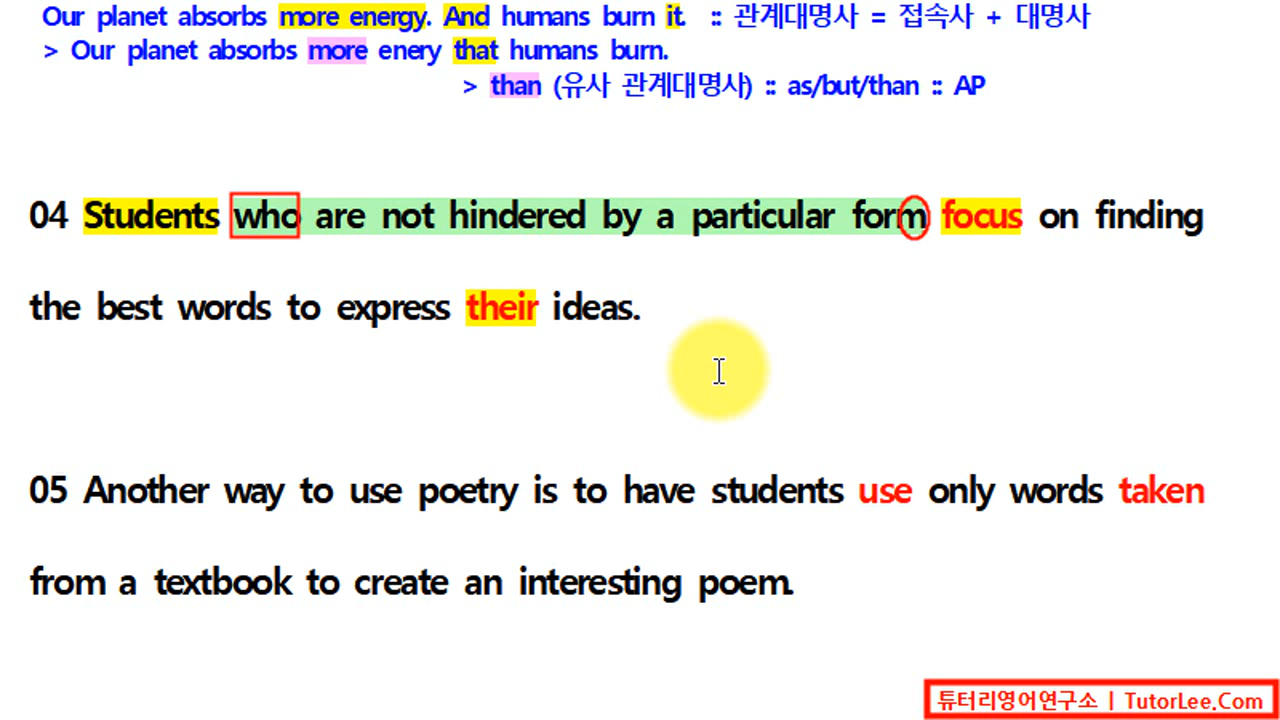 Our planet absorbs more energy. And humans burn it. :: 관계대명사 = 접속사 + 대명사
> Our planet absorbs more enery that humans burn.
> than (유사 관계대명사) :: as/but/than :: AP
04 Students who are not hindered by a particular form focus on finding
the best words to express their ideas.
05 Another way to use poetry is to have students use only words taken
from a textbook to create an interesting poem.
튜터리영어연구소 | TutorLee.Com